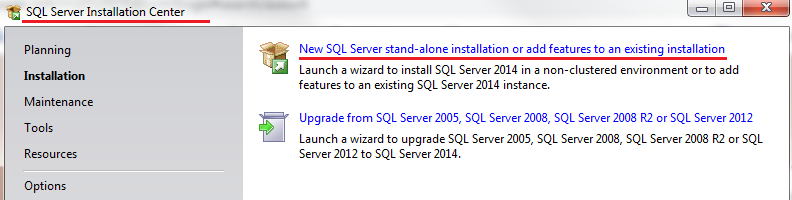 SQL Server Installation Center
Planning
Installation
Maintenance
Tools
Resources
Options
New SQL Server stand-alone installation or add features to an existing installation
Launch a wizard to install SQL Server 2014 in a non-clustered environment or to add
features to an existing SQL Server 2014 instance.
Upgrade from SQL Server 2005, SQL Server 2008, SQL Server 2008 R2 or SQL Server 2012
Launch a wizard to upgrade SQL Server 2005, SQL Server 2008, SQL Server 2008 R2 or SQL
Server 2012 to SQL Server 2014.